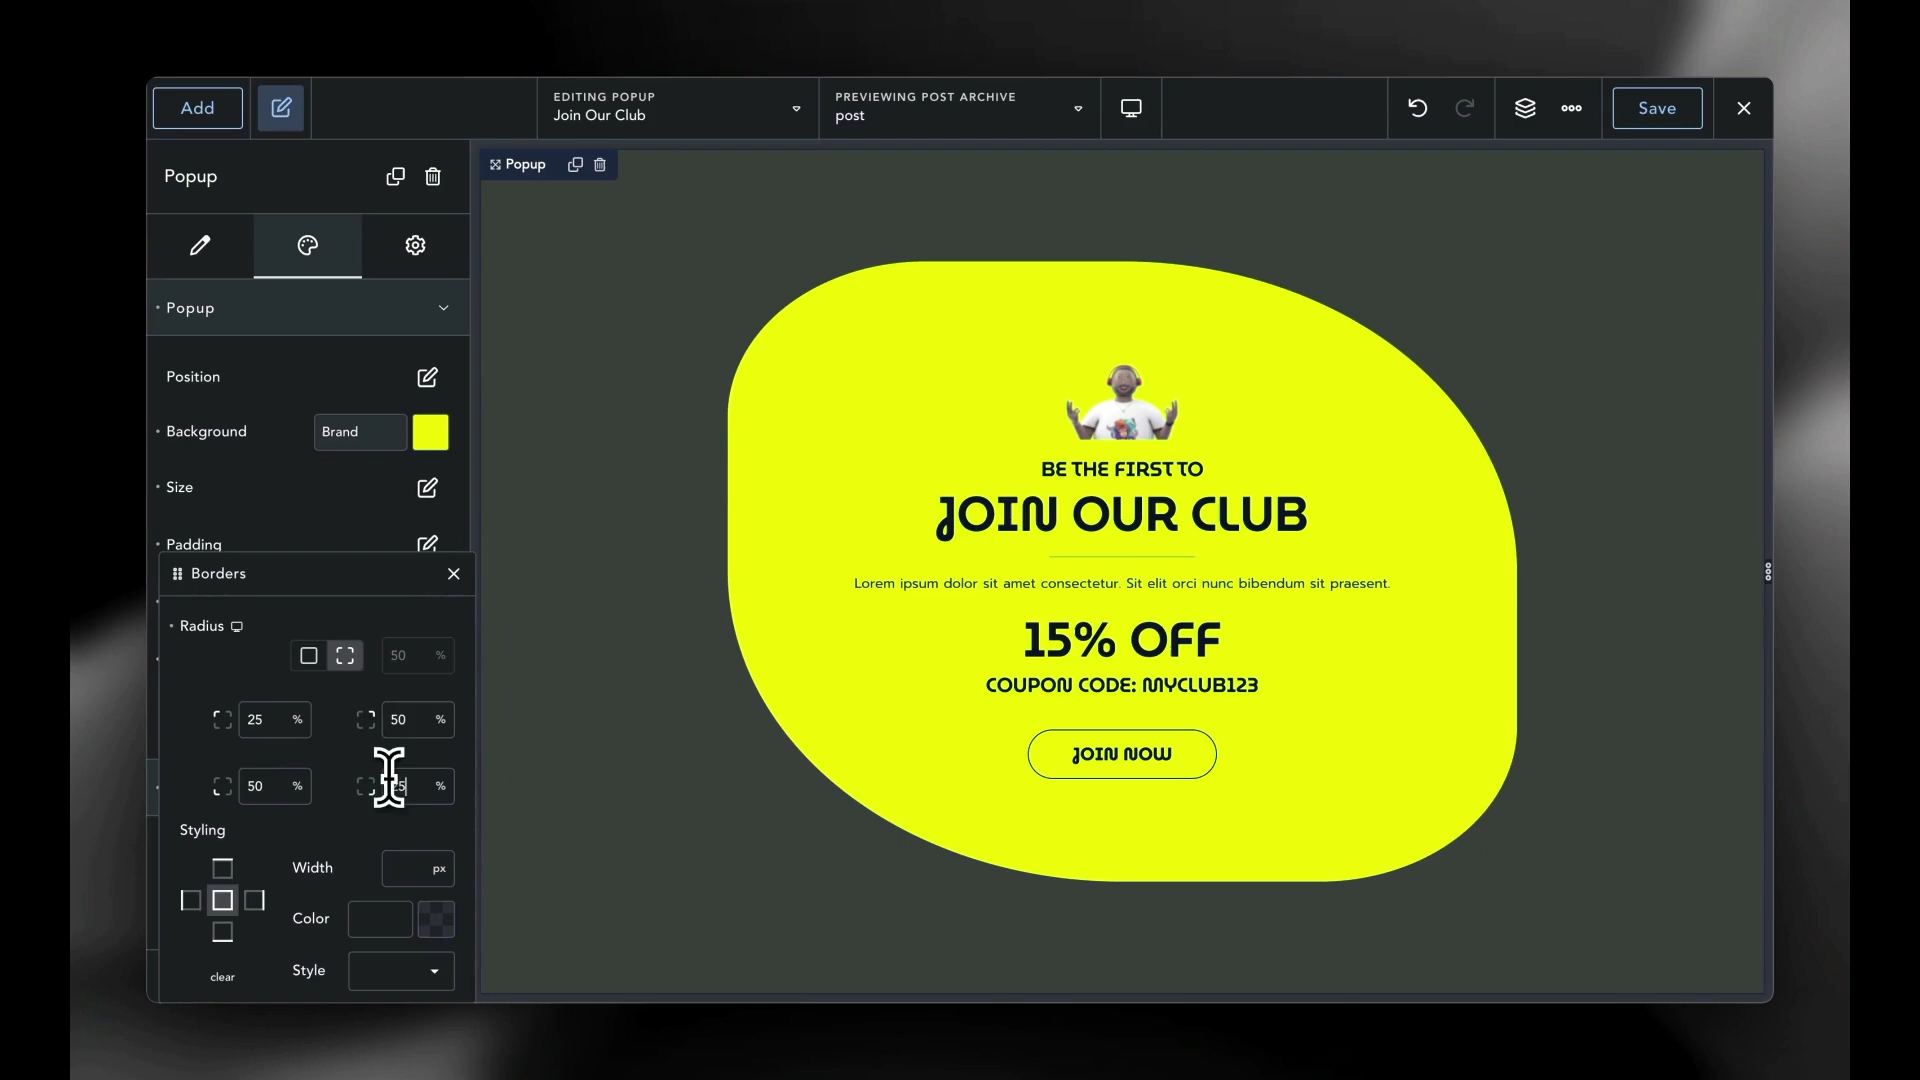 Add
EDITING POPUP
Join Our Club
PREVIEWING POST ARCHIVE
post
Save
Popup
Popup
Popup
Position
Background
Brand
Size
Padding
Borders
Radius
50 %
25 %
50 %
50 %
25 %
Styling
Width
px
Color
Style
clear
BE THE FIRST TO
JOIN OUR CLUB
Lorem ipsum dolor sit amet consectetur. Sit elit orci nunc bibendum sit praesent.
15% OFF
COUPON CODE: MYCLUB123
JOIN NOW